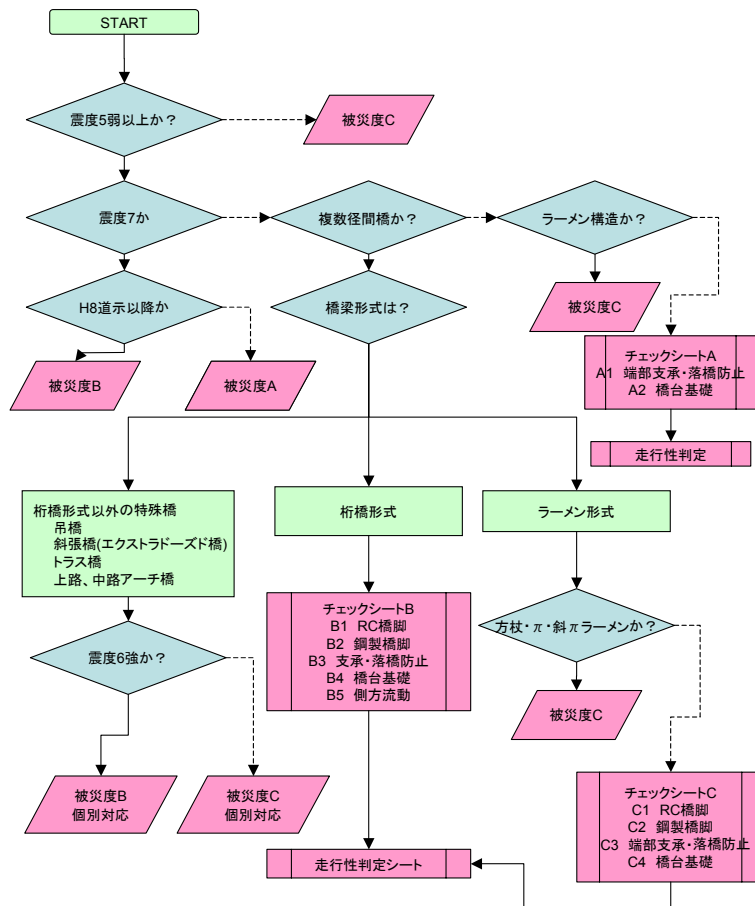 START
震度5弱以上か？
被災度C
震度7か
複数径間橋か？
ラーメン構造か？
H8道示以降か
橋梁形式は？
被災度C
被災度B
被災度A
チェックシートA
A1 端部支承・落橋防止
A2 橋台基礎
走行性判定
桁橋形式以外の特殊橋
吊橋
斜張橋(エクストラドーズド橋)
トラス橋
上路、中路アーチ橋
桁橋形式
ラーメン形式
チェックシートB
B1 RC橋脚
B2 鋼製橋脚
B3 支承・落橋防止
B4 橋台基礎
B5 側方流動
方杖・π・斜πラーメンか？
震度6強か？
被災度C
被災度B
個別対応
被災度C
個別対応
チェックシートC
C1 RC橋脚
C2 鋼製橋脚
C3 端部支承・落橋防止
C4 橋台基礎
走行性判定シート